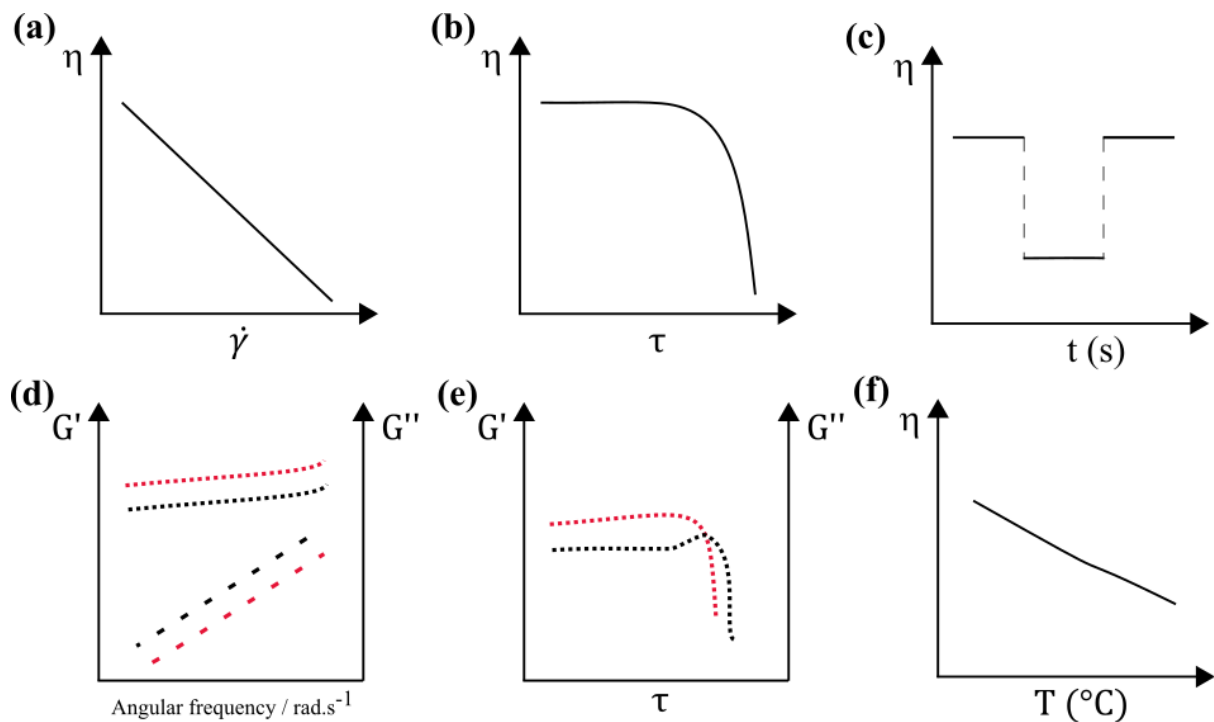 (a)
η
γ̇
(b)
η
τ
(c)
η
t (s)
(d)
G'
G''
Angular frequency / rad.s⁻¹
(e)
G'
G''
τ
(f)
η
T (°C)